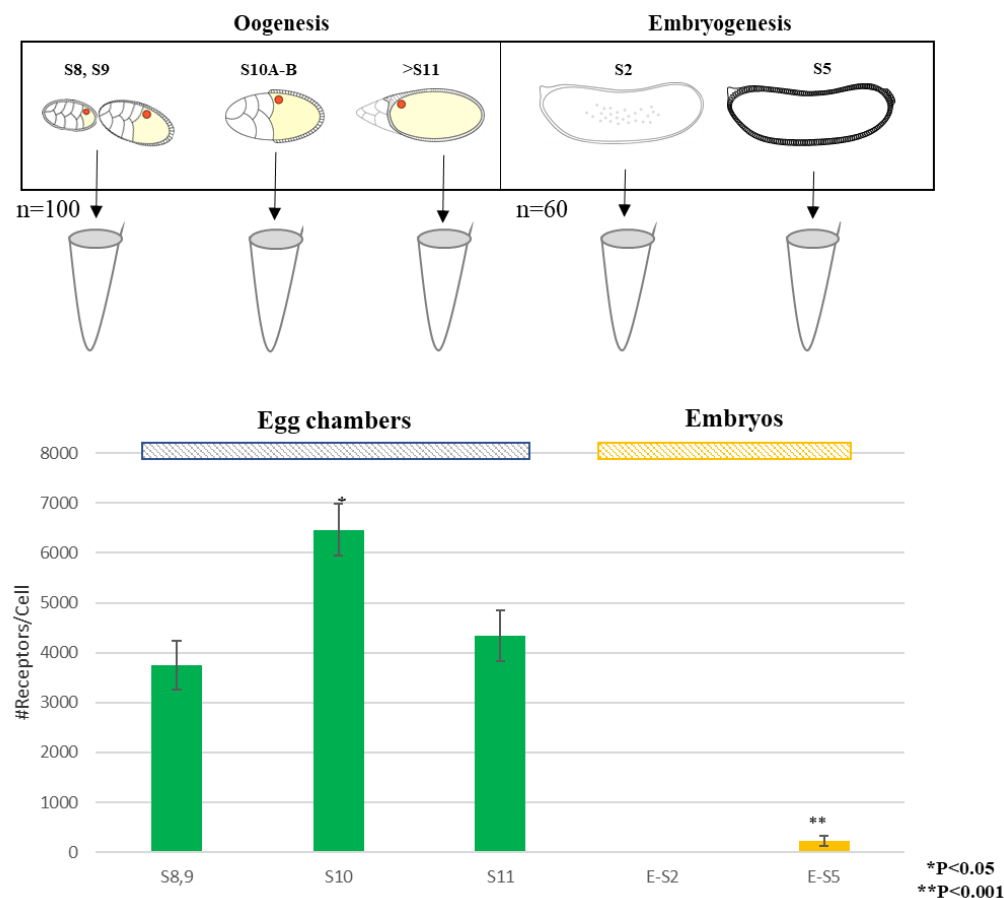 Oogenesis Embryogenesis
S8, S9 S10A-B >S11 S2 S5
n=100 n=60
Egg chambers Embryos
8000
7000
*
6000
5000
4000
3000
2000
1000
**
0
#Receptors/Cell
S8,9 S10 S11 E-S2 E-S5
*P<0.05
**P<0.001